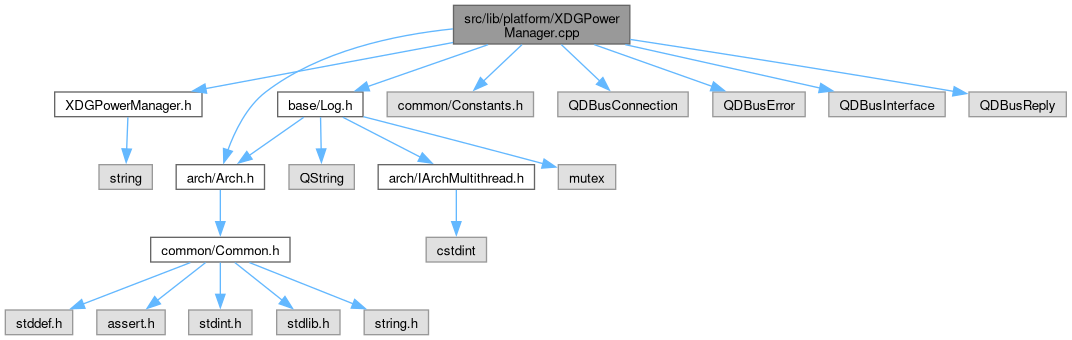 src/lib/platform/XDGPower
Manager.cpp
XDGPowerManager.h
base/Log.h
common/Constants.h
QDBusConnection
QDBusError
QDBusInterface
QDBusReply
string
arch/Arch.h
QString
arch/IArchMultithread.h
mutex
common/Common.h
cstdint
stddef.h
assert.h
stdint.h
stdlib.h
string.h